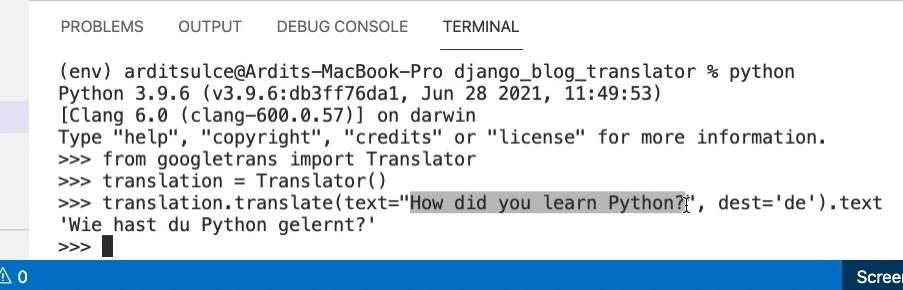 PROBLEMS OUTPUT DEBUG CONSOLE TERMINAL
(env) arditsulce@Ardits-MacBook-Pro django_blog_translator % python
Python 3.9.6 (v3.9.6:db3ff76da1, Jun 28 2021, 11:49:53)
[Clang 6.0 (clang-600.0.57)] on darwin
Type "help", "copyright", "credits" or "license" for more information.
>>> from googletrans import Translator
>>> translation = Translator()
>>> translation.translate(text="How did you learn Python?", dest='de').text
'Wie hast du Python gelernt?'
>>>
0 Screen